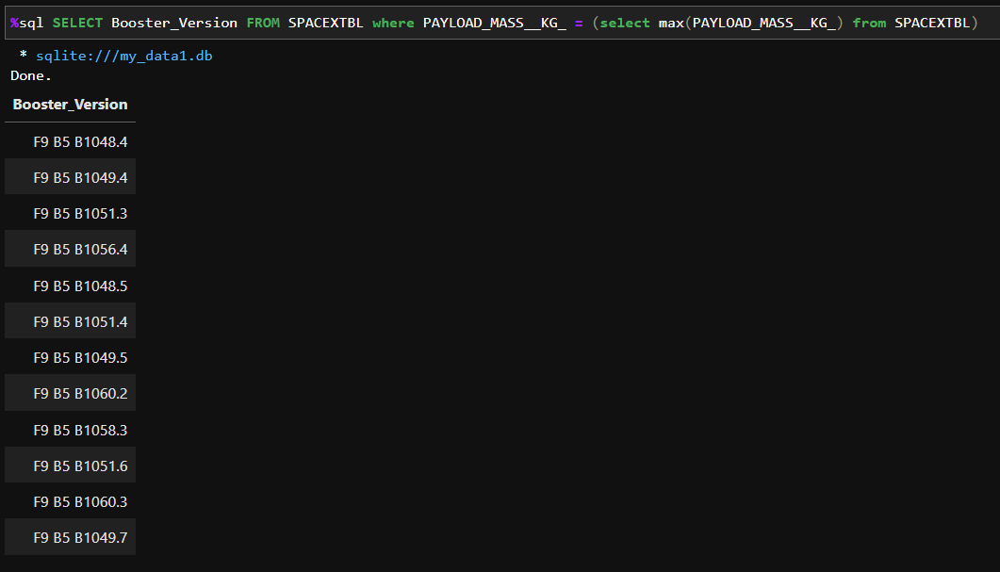 %sql SELECT Booster_Version FROM SPACEXTBL where PAYLOAD_MASS__KG_ = (select max(PAYLOAD_MASS__KG_) from SPACEXTBL)
* sqlite:///my_data1.db
Done.
Booster_Version
F9 B5 B1048.4
F9 B5 B1049.4
F9 B5 B1051.3
F9 B5 B1056.4
F9 B5 B1048.5
F9 B5 B1051.4
F9 B5 B1049.5
F9 B5 B1060.2
F9 B5 B1058.3
F9 B5 B1051.6
F9 B5 B1060.3
F9 B5 B1049.7